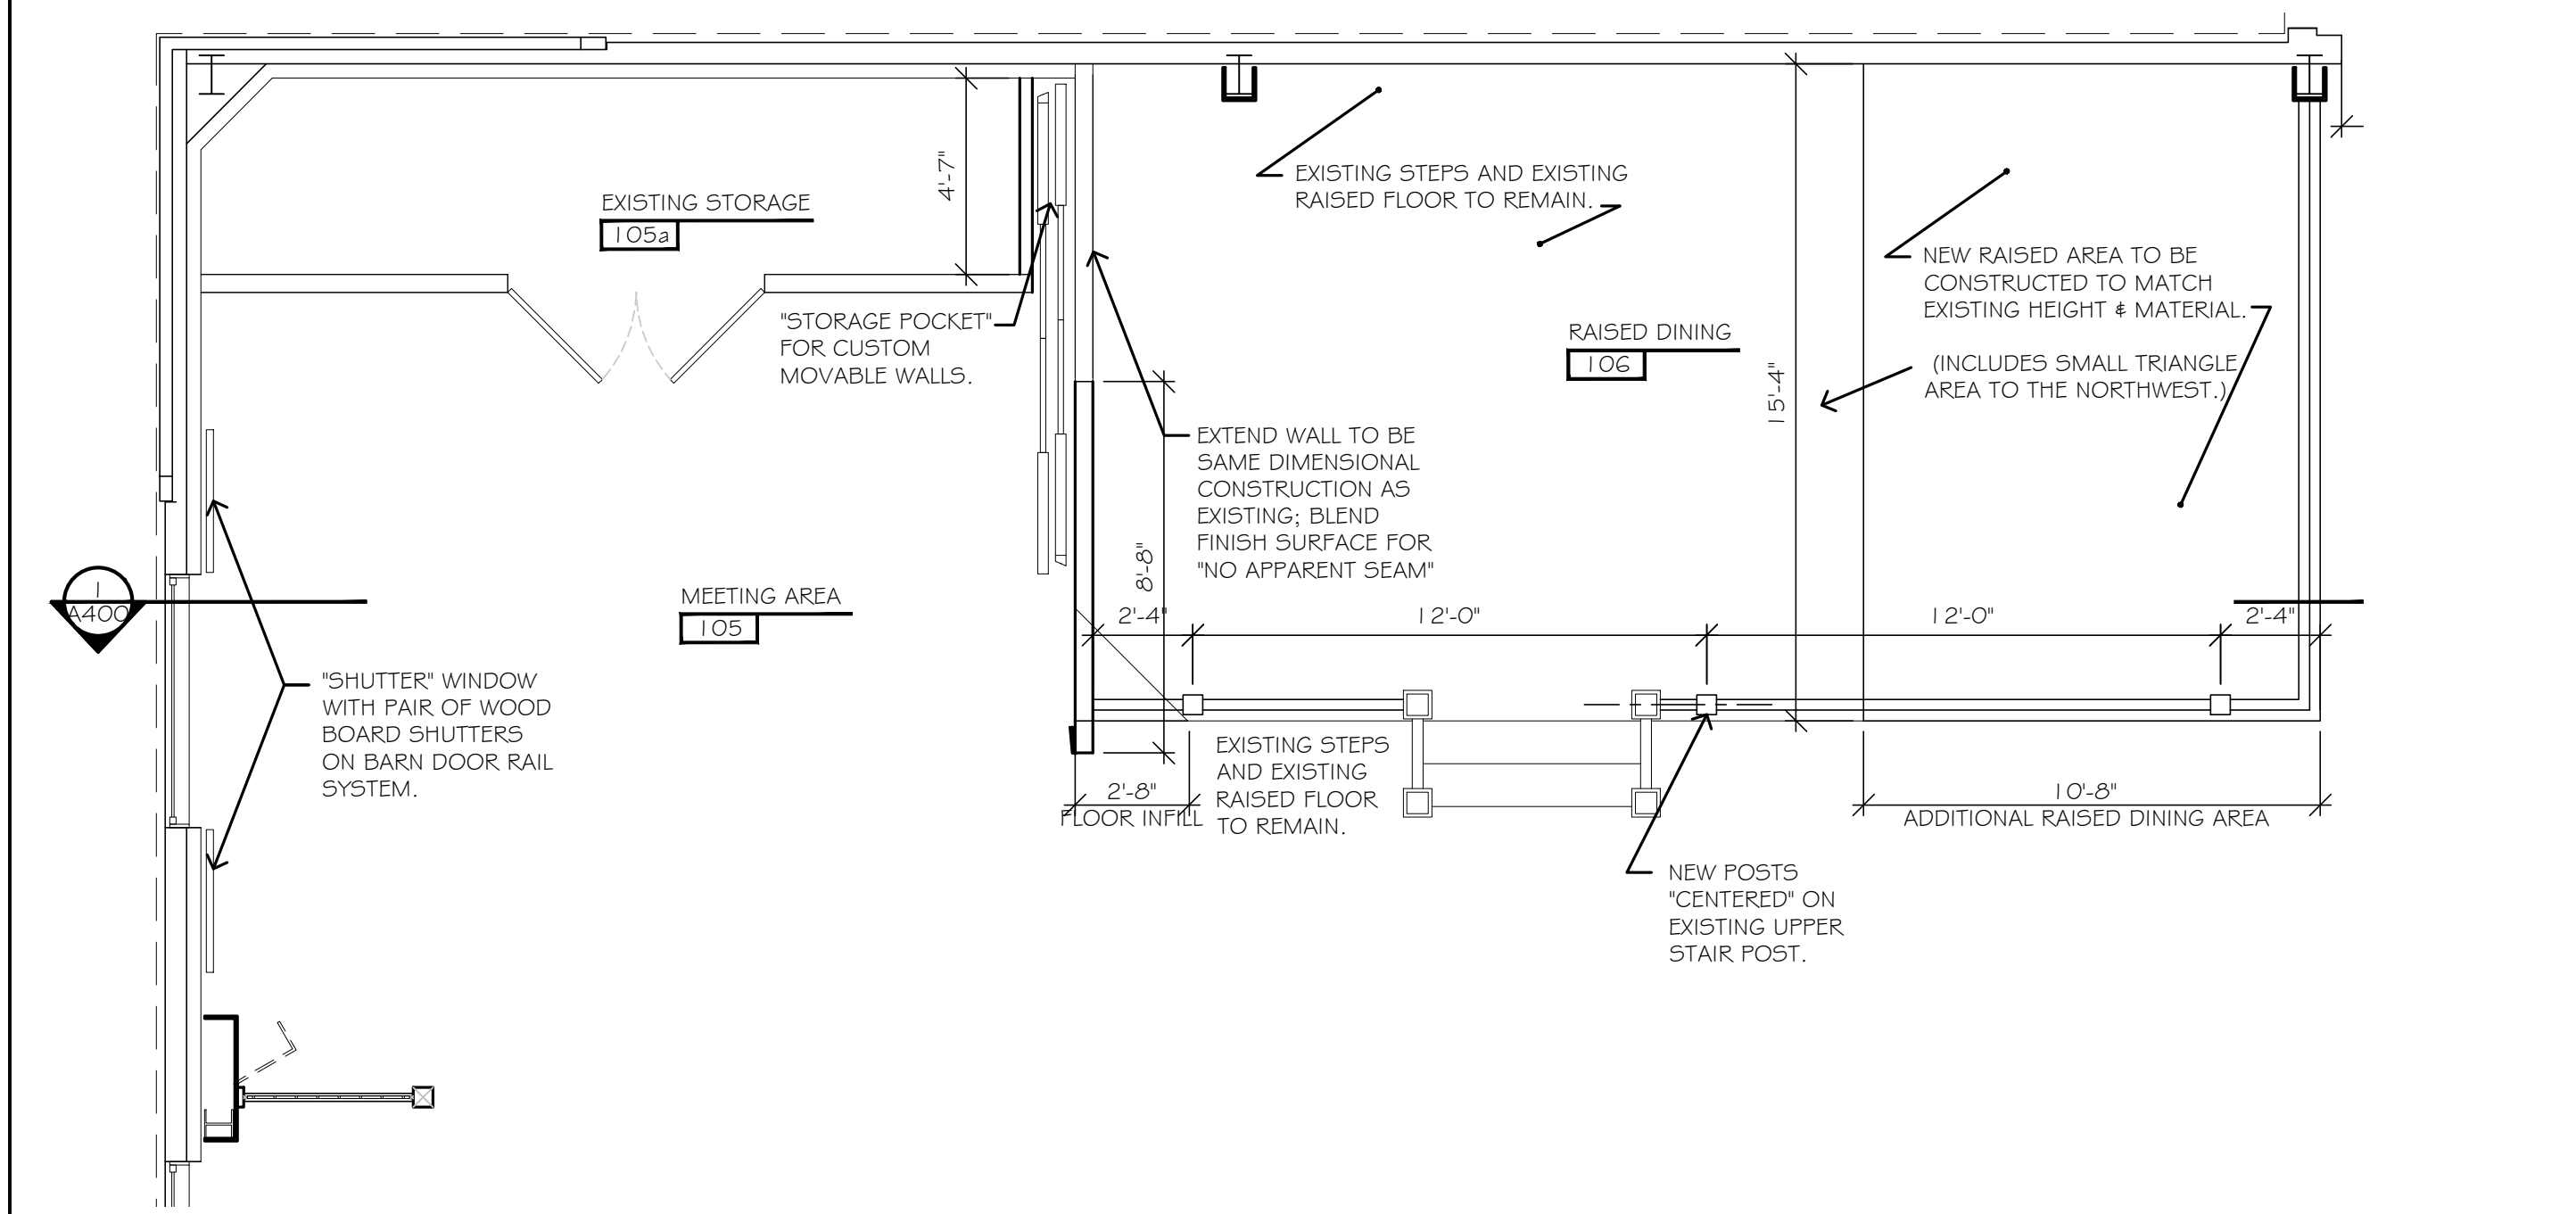 EXISTING STORAGE
105a
4'-7"
"STORAGE POCKET"
FOR CUSTOM
MOVABLE WALLS.
EXISTING STEPS AND EXISTING
RAISED FLOOR TO REMAIN.
NEW RAISED AREA TO BE
CONSTRUCTED TO MATCH
EXISTING HEIGHT & MATERIAL.
(INCLUDES SMALL TRIANGLE
AREA TO THE NORTHWEST.)
RAISED DINING
106
15'-4"
EXTEND WALL TO BE
SAME DIMENSIONAL
CONSTRUCTION AS
EXISTING; BLEND
FINISH SURFACE FOR
"NO APPARENT SEAM"
8'-8"
1
A400
MEETING AREA
105
2'-4"
12'-0"
12'-0"
2'-4"
"SHUTTER" WINDOW
WITH PAIR OF WOOD
BOARD SHUTTERS
ON BARN DOOR RAIL
SYSTEM.
2'-8"
FLOOR INFILL
EXISTING STEPS
AND EXISTING
RAISED FLOOR
TO REMAIN.
10'-8"
ADDITIONAL RAISED DINING AREA
NEW POSTS
"CENTERED" ON
EXISTING UPPER
STAIR POST.